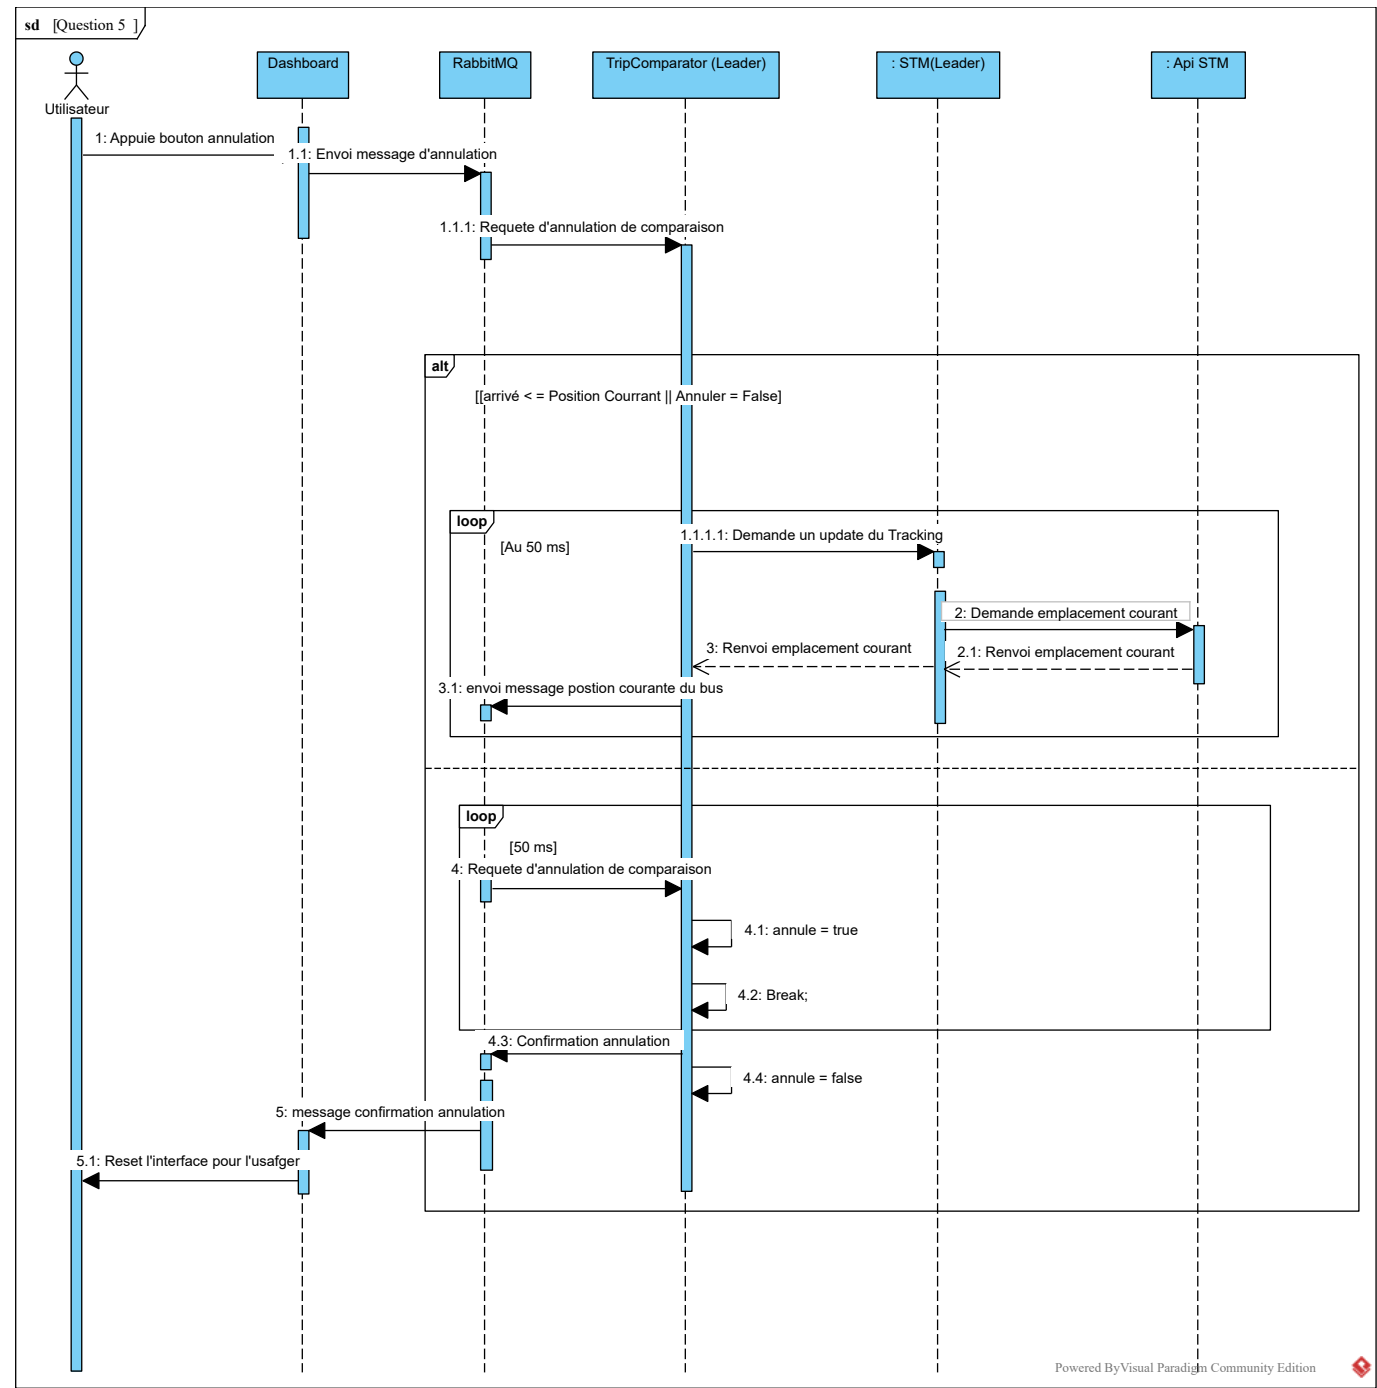 sd [Question 5 ]
Utilisateur
Dashboard
RabbitMQ
TripComparator (Leader)
: STM(Leader)
: Api STM
1: Appuie bouton annulation
1.1: Envoi message d'annulation
1.1.1: Requete d'annulation de comparaison
alt
[[arrivé < = Position Courrant || Annuler = False]
loop
[Au 50 ms]
1.1.1.1: Demande un update du Tracking
2: Demande emplacement courant
3: Renvoi emplacement courant
2.1: Renvoi emplacement courant
3.1: envoi message postion courante du bus
loop
[50 ms]
4: Requete d'annulation de comparaison
4.1: annule = true
4.2: Break;
4.3: Confirmation annulation
4.4: annule = false
5: message confirmation annulation
5.1: Reset l'interface pour l'usafger
Powered ByVisual Paradigm Community Edition